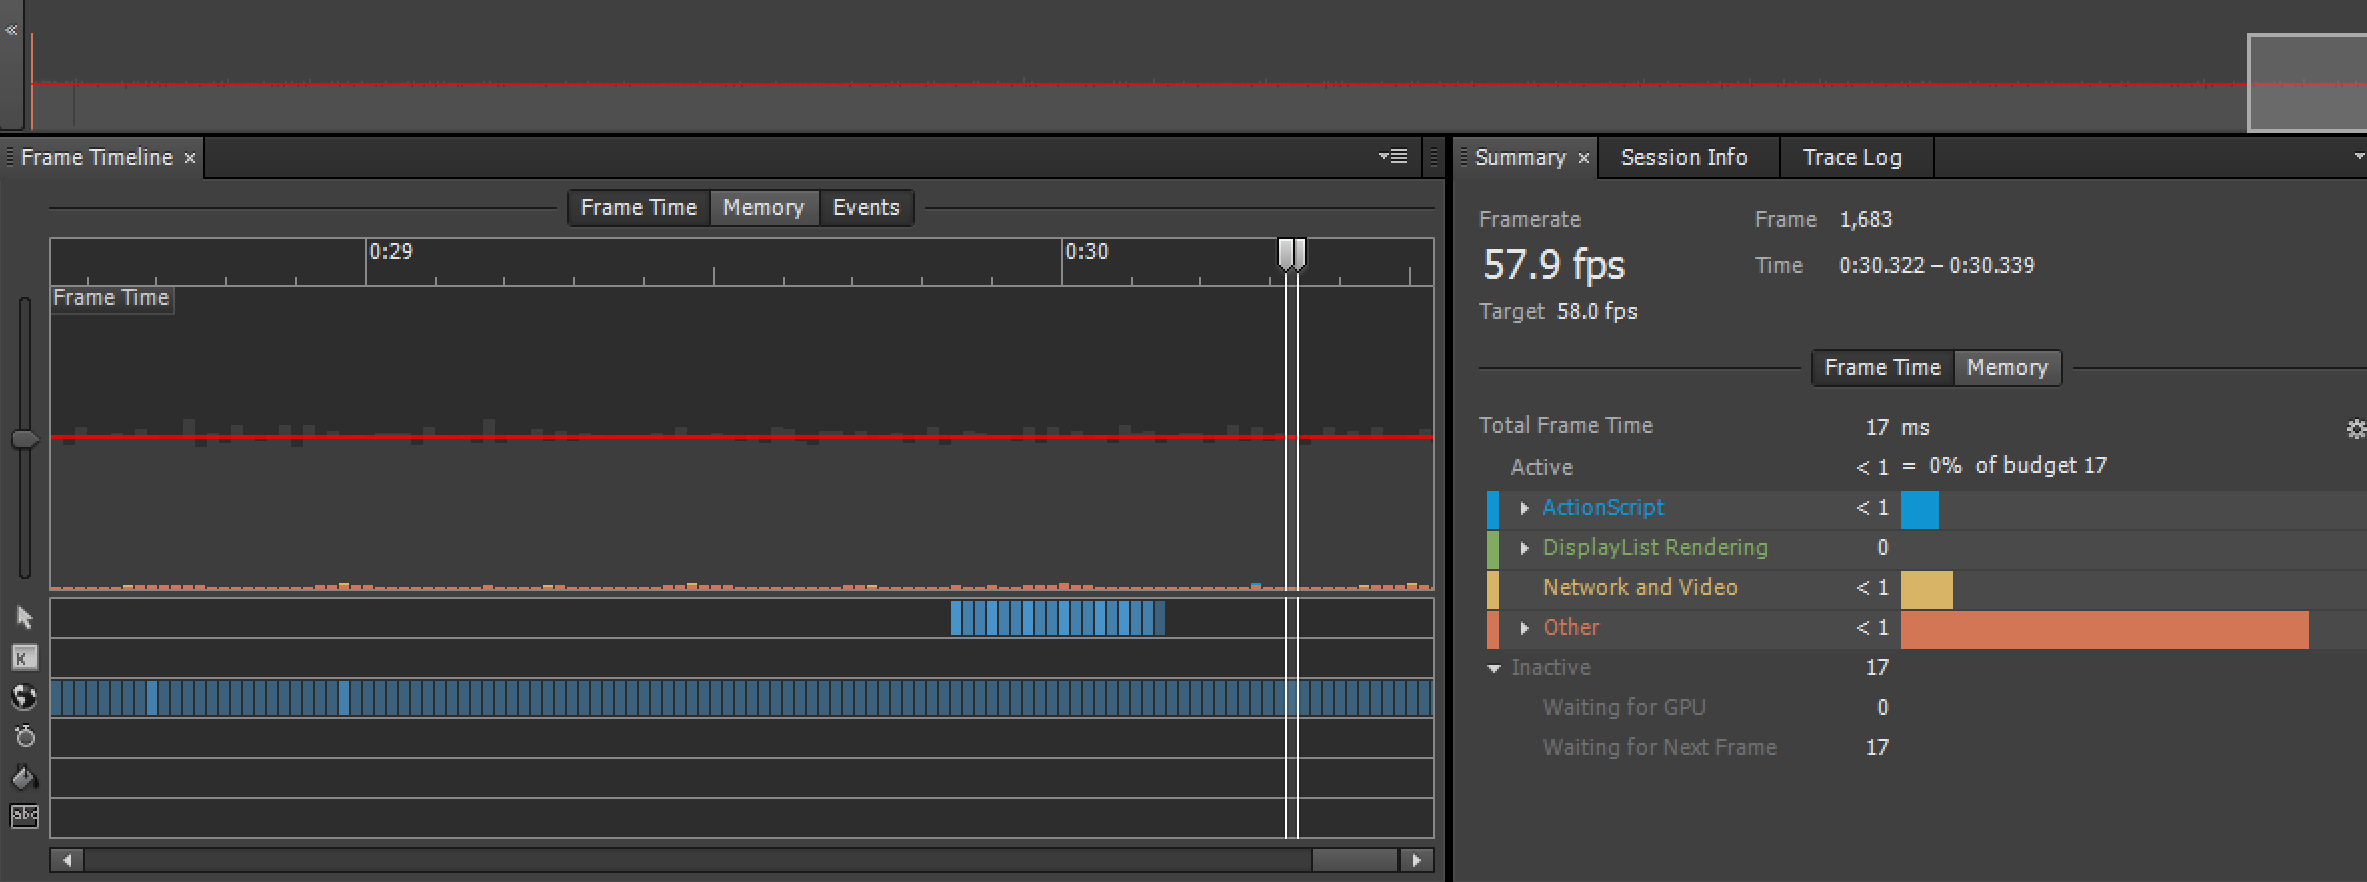 Frame Timeline
Summary
Session Info
Trace Log
Frame Time Memory Events
0:29 0:30
Frame Time
K
abc
Framerate
57.9 fps
Target 58.0 fps
Frame 1,683
Time 0:30.322 – 0:30.339
Frame Time Memory
Total Frame Time 17 ms
Active < 1 = 0% of budget 17
ActionScript < 1
DisplayList Rendering 0
Network and Video < 1
Other < 1
Inactive 17
Waiting for GPU 0
Waiting for Next Frame 17